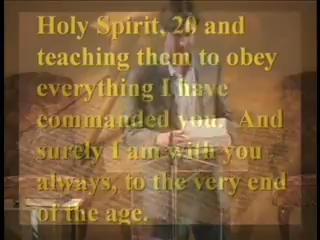 Holy Spirit, 20 and
teaching them to obey
everything I have
commanded you. And
surely I am with you
always, to the very end
of the age.